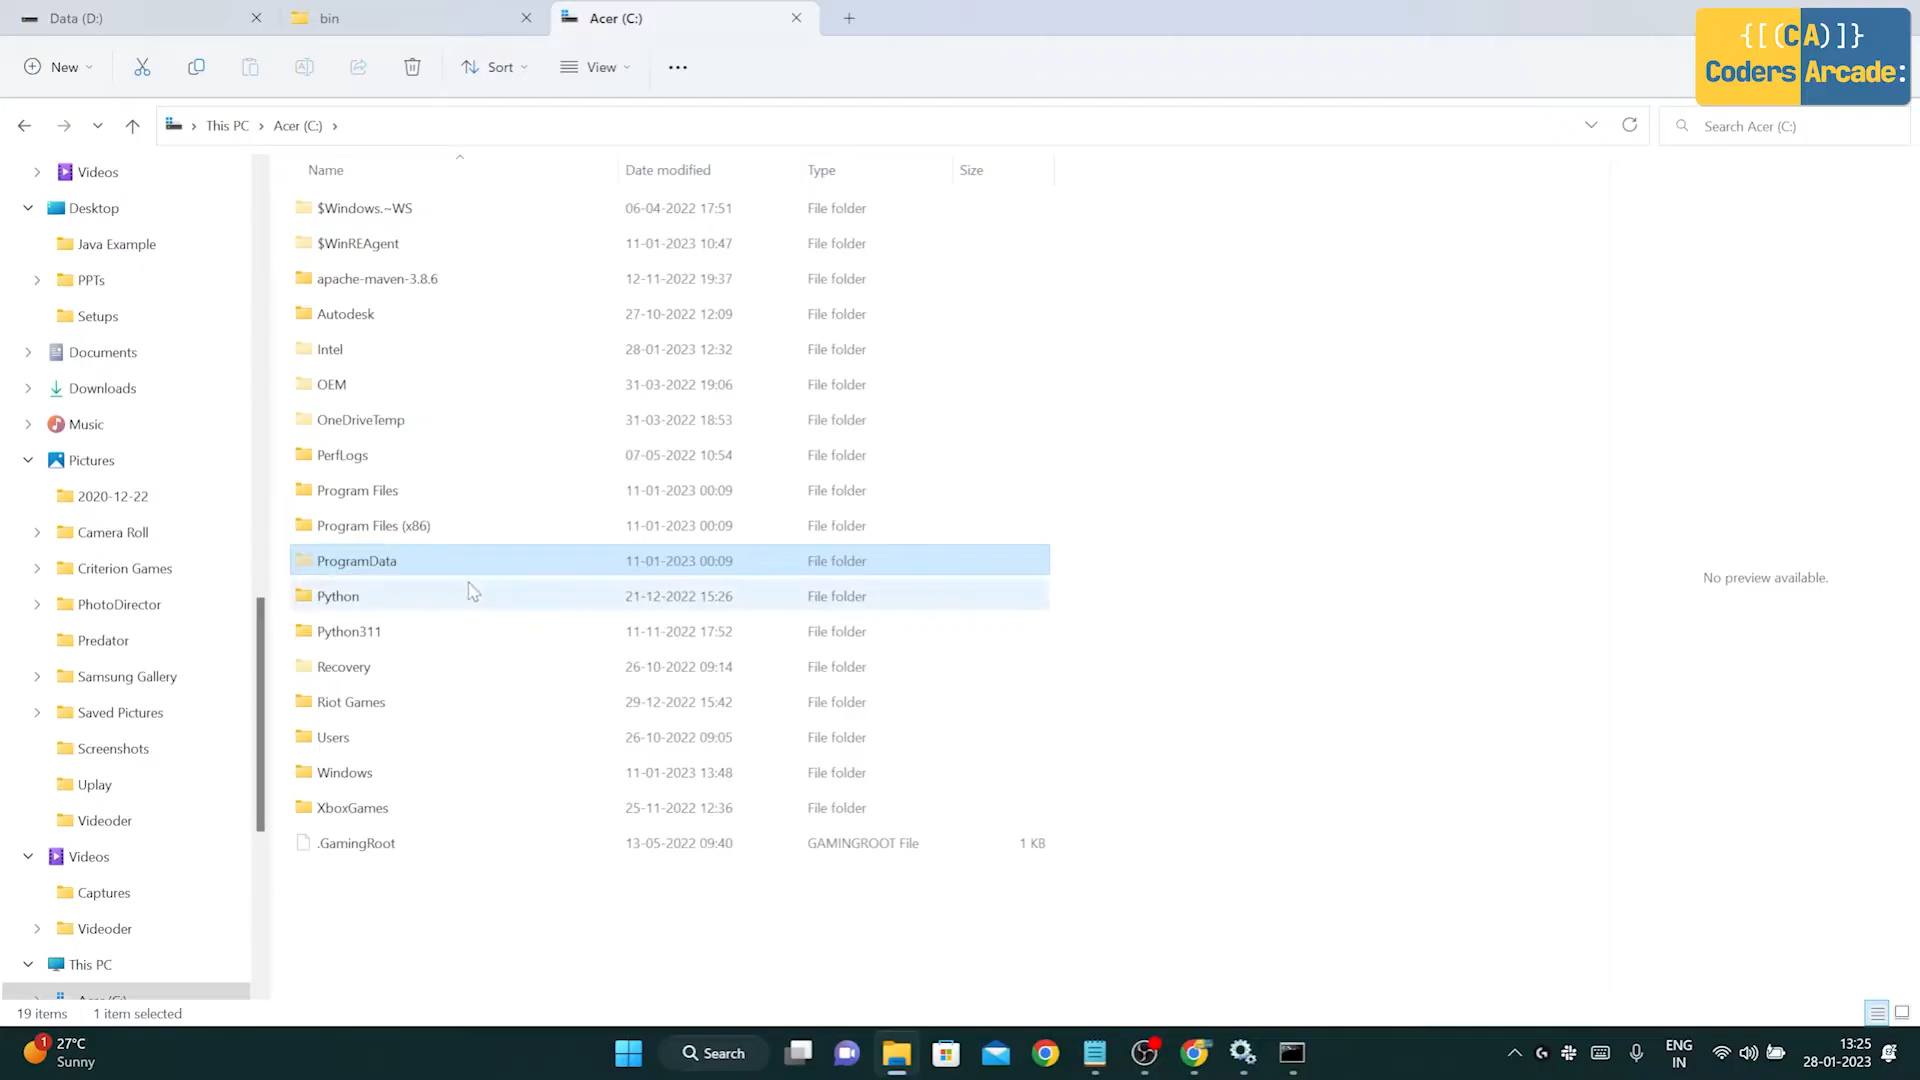 Data (D:)
bin
Acer (C:)
{[(CA)]}
Coders Arcade:
New
Sort
View
This PC
Acer (C:)
Search Acer (C:)
Name
Date modified
Type
Size
Videos
Desktop
Java Example
PPTs
Setups
Documents
Downloads
Music
Pictures
2020-12-22
Camera Roll
Criterion Games
PhotoDirector
Predator
Samsung Gallery
Saved Pictures
Screenshots
Uplay
Videoder
Videos
Captures
Videoder
This PC
Acer (C:)
$Windows.~WS 06-04-2022 17:51 File folder
$WinREAgent 11-01-2023 10:47 File folder
apache-maven-3.8.6 12-11-2022 19:37 File folder
Autodesk 27-10-2022 12:09 File folder
Intel 28-01-2023 12:32 File folder
OEM 31-03-2022 19:06 File folder
OneDriveTemp 31-03-2022 18:53 File folder
PerfLogs 07-05-2022 10:54 File folder
Program Files 11-01-2023 00:09 File folder
Program Files (x86) 11-01-2023 00:09 File folder
ProgramData 11-01-2023 00:09 File folder
Python 21-12-2022 15:26 File folder
Python311 11-11-2022 17:52 File folder
Recovery 26-10-2022 09:14 File folder
Riot Games 29-12-2022 15:42 File folder
Users 26-10-2022 09:05 File folder
Windows 11-01-2023 13:48 File folder
XboxGames 25-11-2022 12:36 File folder
.GamingRoot 13-05-2022 09:40 GAMINGROOT File 1 KB
No preview available.
19 items
1 item selected
1
27°C
Sunny
Search
ENG
IN
13:25
28-01-2023